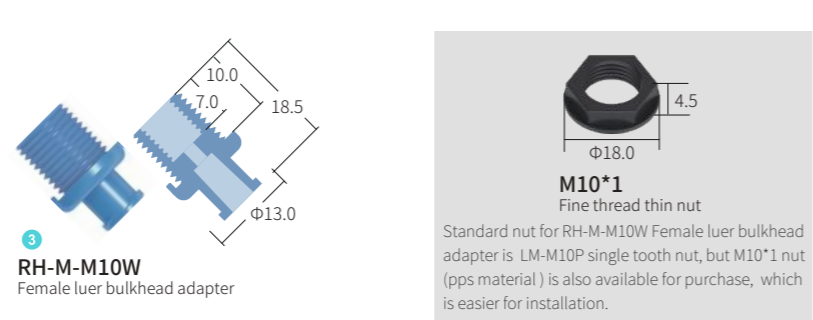 10.0
7.0
18.5
Φ13.0
3
RH-M-M10W
Female luer bulkhead adapter
4.5
Φ18.0
M10*1
Fine thread thin nut
Standard nut for RH-M-M10W Female luer bulkhead
adapter is LM-M10P single tooth nut, but M10*1 nut
(pps material ) is also available for purchase, which
is easier for installation.